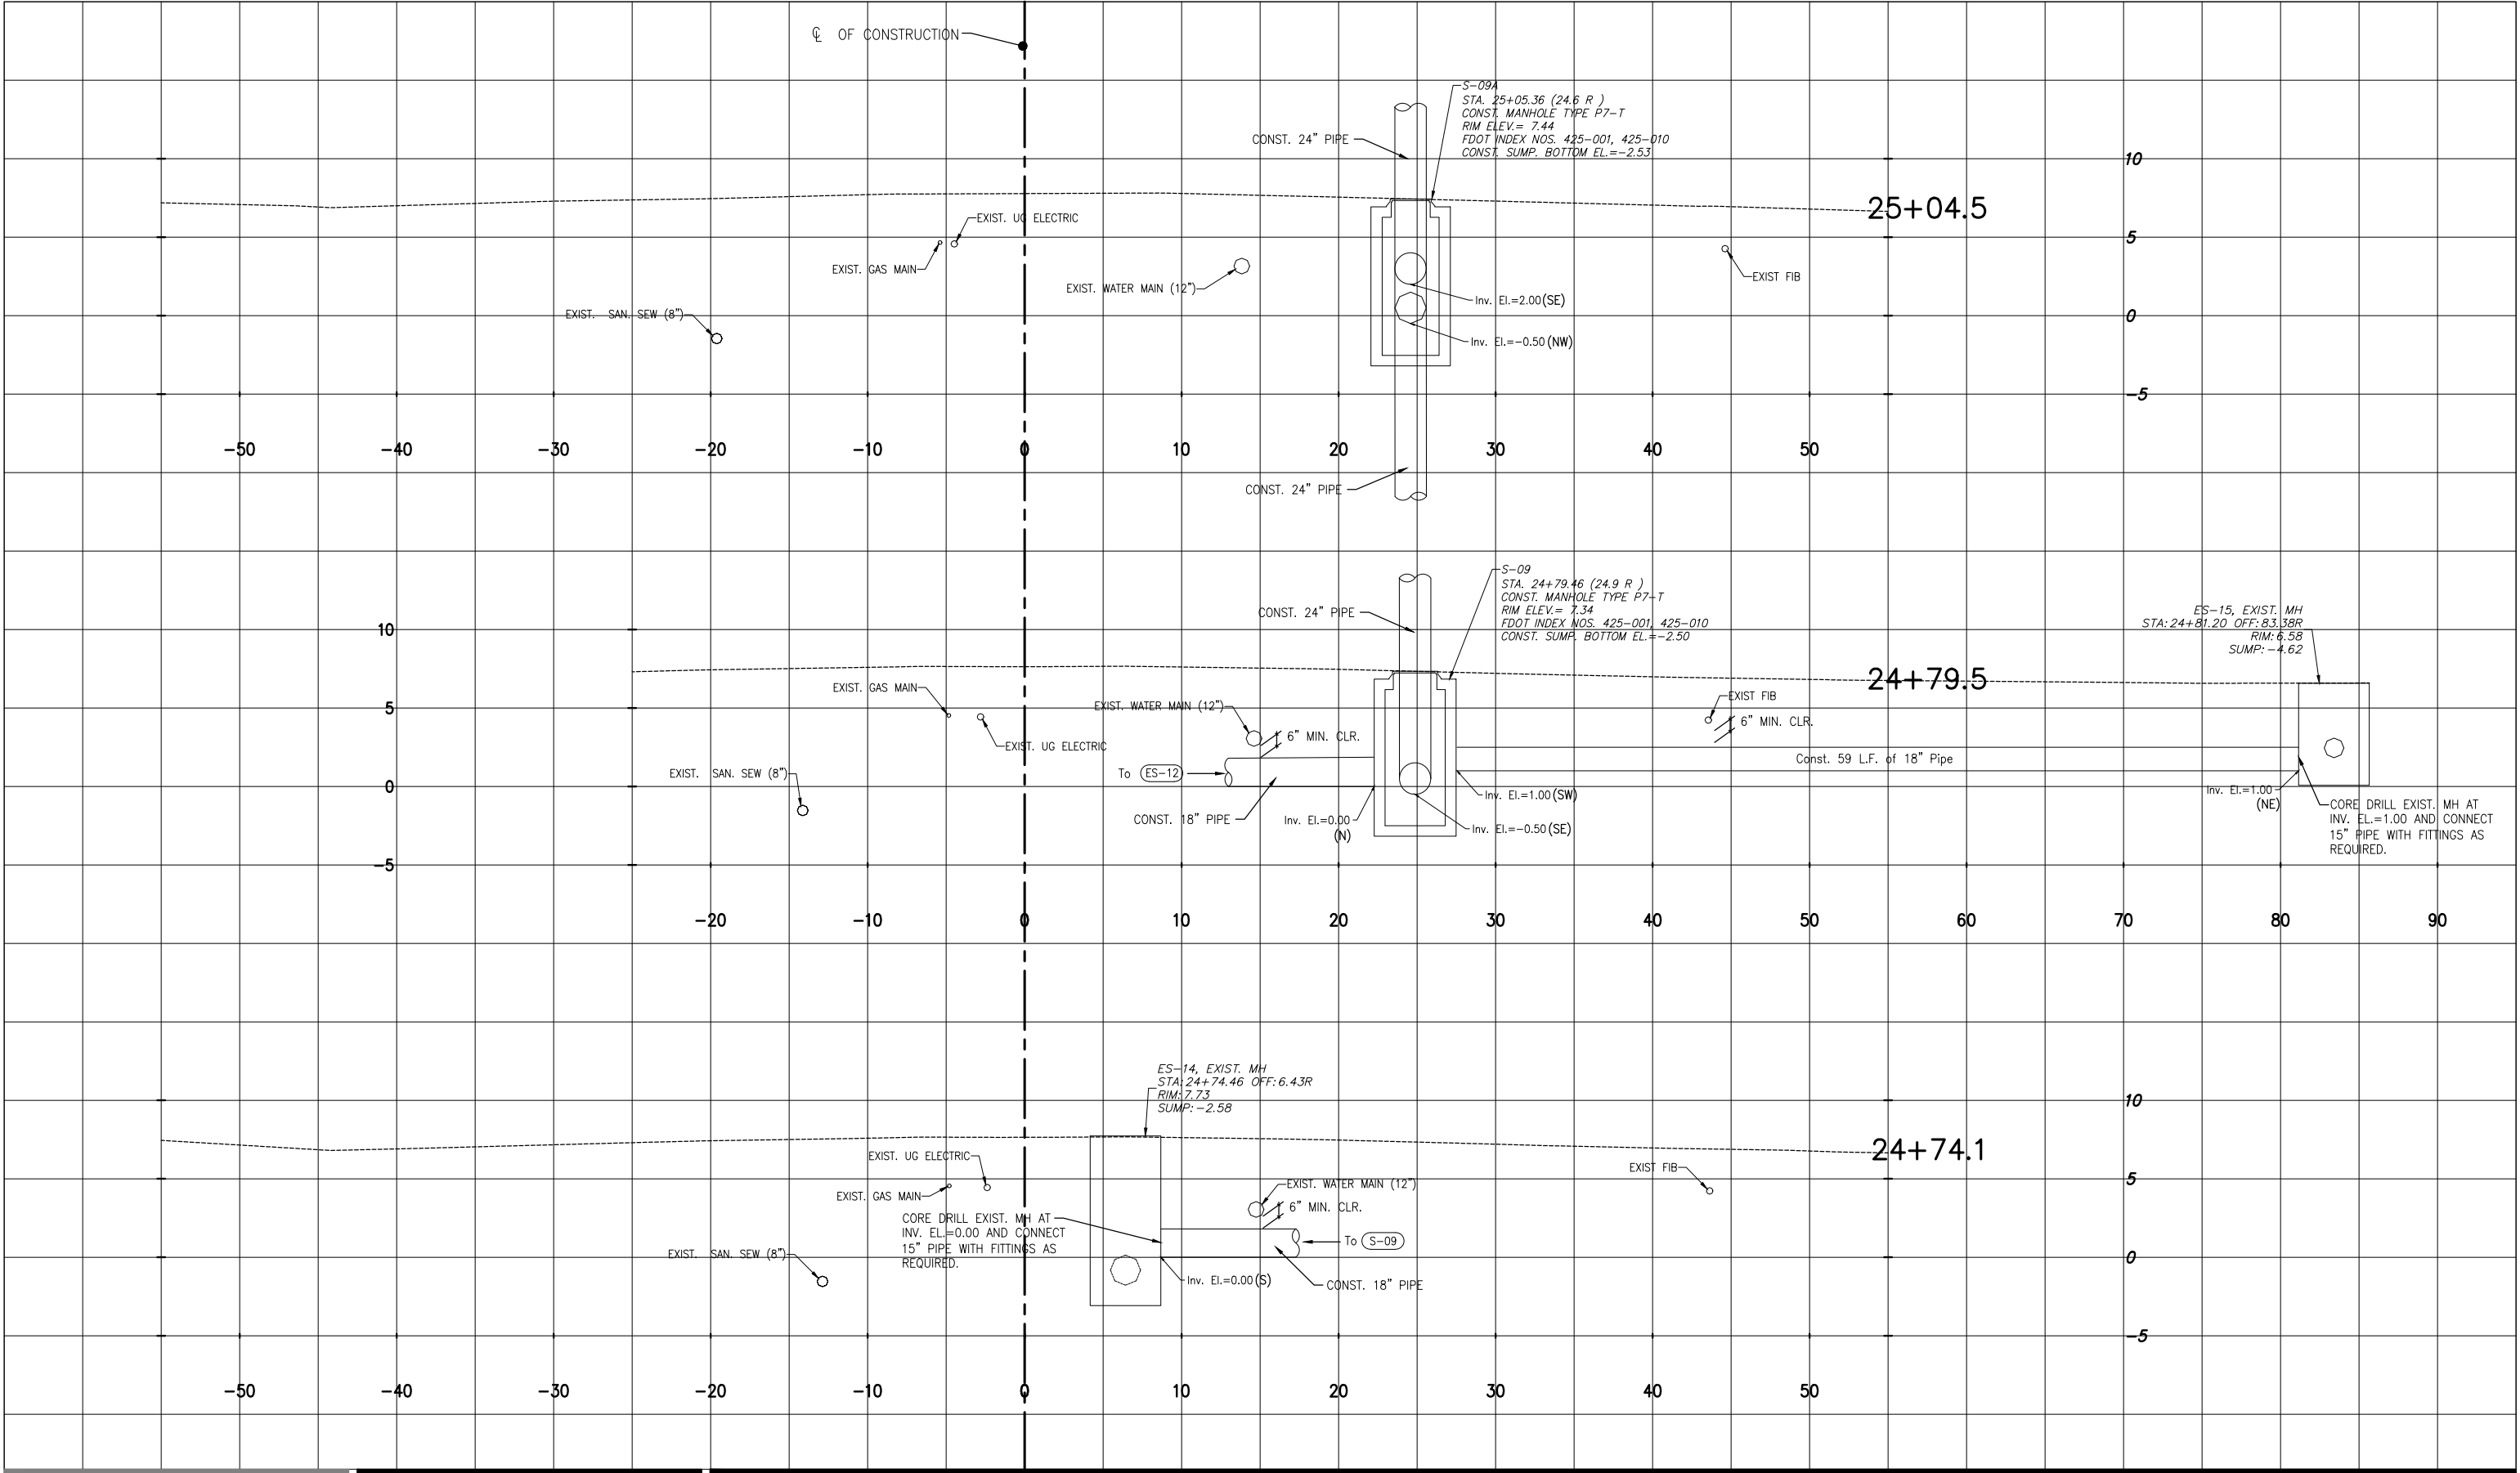 ℄ OF CONSTRUCTION
S-09A
STA. 25+05.36 (24.6 R )
CONST. MANHOLE TYPE P7-T
RIM ELEV.= 7.44
FDOT INDEX NOS. 425-001, 425-010
CONST. SUMP. BOTTOM EL.=-2.53
CONST. 24" PIPE
10
25+04.5
EXIST. UG ELECTRIC
5
EXIST. GAS MAIN
EXIST. WATER MAIN (12")
EXIST FIB
Inv. El.=2.00(SE)
EXIST. SAN. SEW (8")
0
Inv. El.=-0.50(NW)
-5
-50 -40 -30 -20 -10 0 10 20 30 40 50
CONST. 24" PIPE
S-09
STA. 24+79.46 (24.9 R )
CONST. MANHOLE TYPE P7-T
RIM ELEV.= 7.34
FDOT INDEX NOS. 425-001, 425-010
CONST. SUMP. BOTTOM EL.=-2.50
CONST. 24" PIPE
ES-15, EXIST. MH
STA:24+81.20 OFF:83.38R
RIM:6.58
SUMP:-4.62
10
24+79.5
EXIST. GAS MAIN
EXIST FIB
5
EXIST. WATER MAIN (12")
6" MIN. CLR.
6" MIN. CLR.
EXIST. UG ELECTRIC
Const. 59 L.F. of 18" Pipe
EXIST. SAN. SEW (8")
To ES-12
0
Inv. El.=1.00(SW)
Inv. El.=1.00
(NE)
CORE DRILL EXIST. MH AT
INV. EL.=1.00 AND CONNECT
15" PIPE WITH FITTINGS AS
REQUIRED.
CONST. 18" PIPE
Inv. El.=0.00
(N)
Inv. El.=-0.50(SE)
-5
-20 -10 0 10 20 30 40 50 60 70 80 90
ES-14, EXIST. MH
STA:24+74.46 OFF:6.43R
RIM:7.73
SUMP:-2.58
10
24+74.1
EXIST. UG ELECTRIC
EXIST FIB
5
EXIST. GAS MAIN
EXIST. WATER MAIN (12")
6" MIN. CLR.
CORE DRILL EXIST. MH AT
INV. EL.=0.00 AND CONNECT
15" PIPE WITH FITTINGS AS
REQUIRED.
To S-09
EXIST. SAN. SEW (8")
0
Inv. El.=0.00(S)
CONST. 18" PIPE
-5
-50 -40 -30 -20 -10 0 10 20 30 40 50